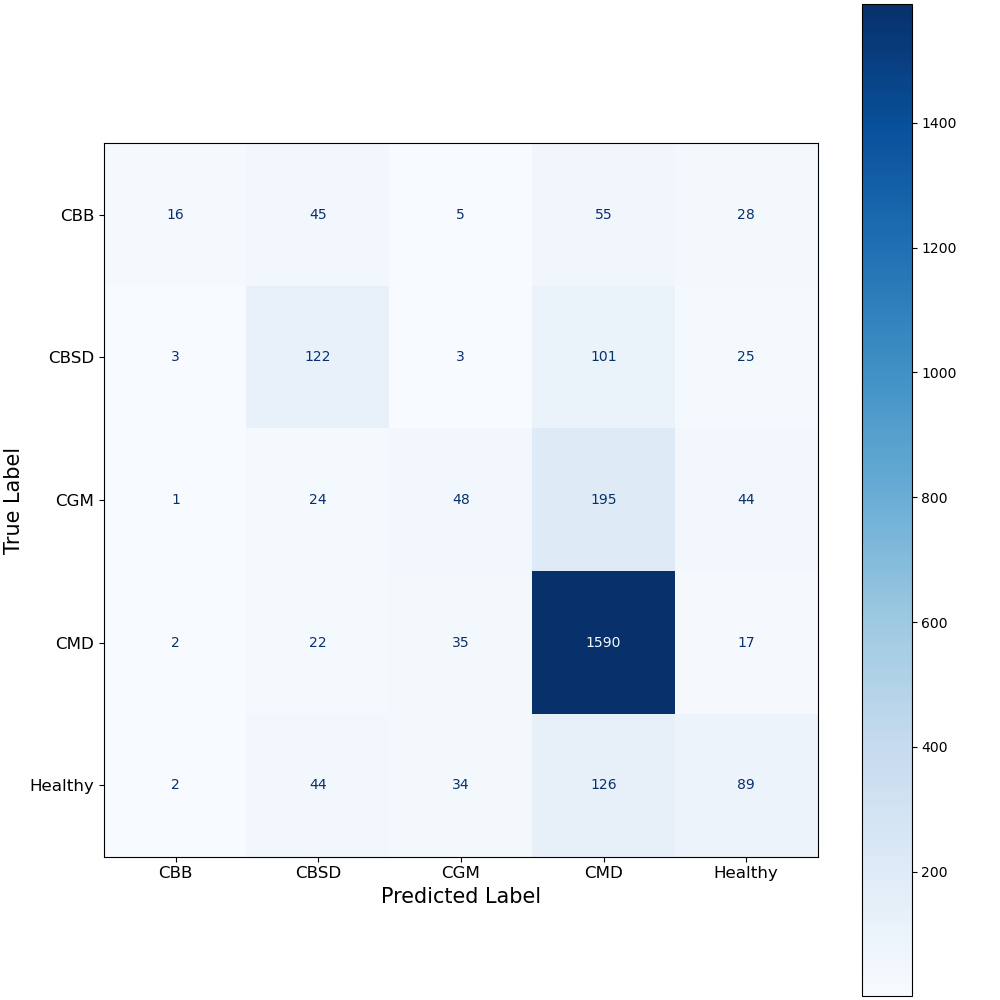 True Label
CBB 16 45 5 55 28
CBSD 3 122 3 101 25
CGM 1 24 48 195 44
CMD 2 22 35 1590 17
Healthy 2 44 34 126 89
CBB CBSD CGM CMD Healthy
Predicted Label
1400
1200
1000
800
600
400
200